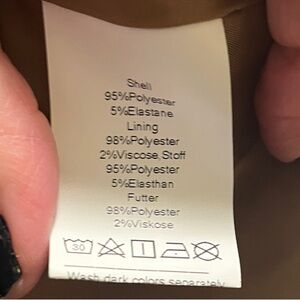 Shell
95%Polyester
5%Elastane
Lining
98%Polyester
2%Viscose,Stoff
95%Polyester
5%Elasthan
Futter
98%Polyester
2%Viskose
30
Wash dark colors separately